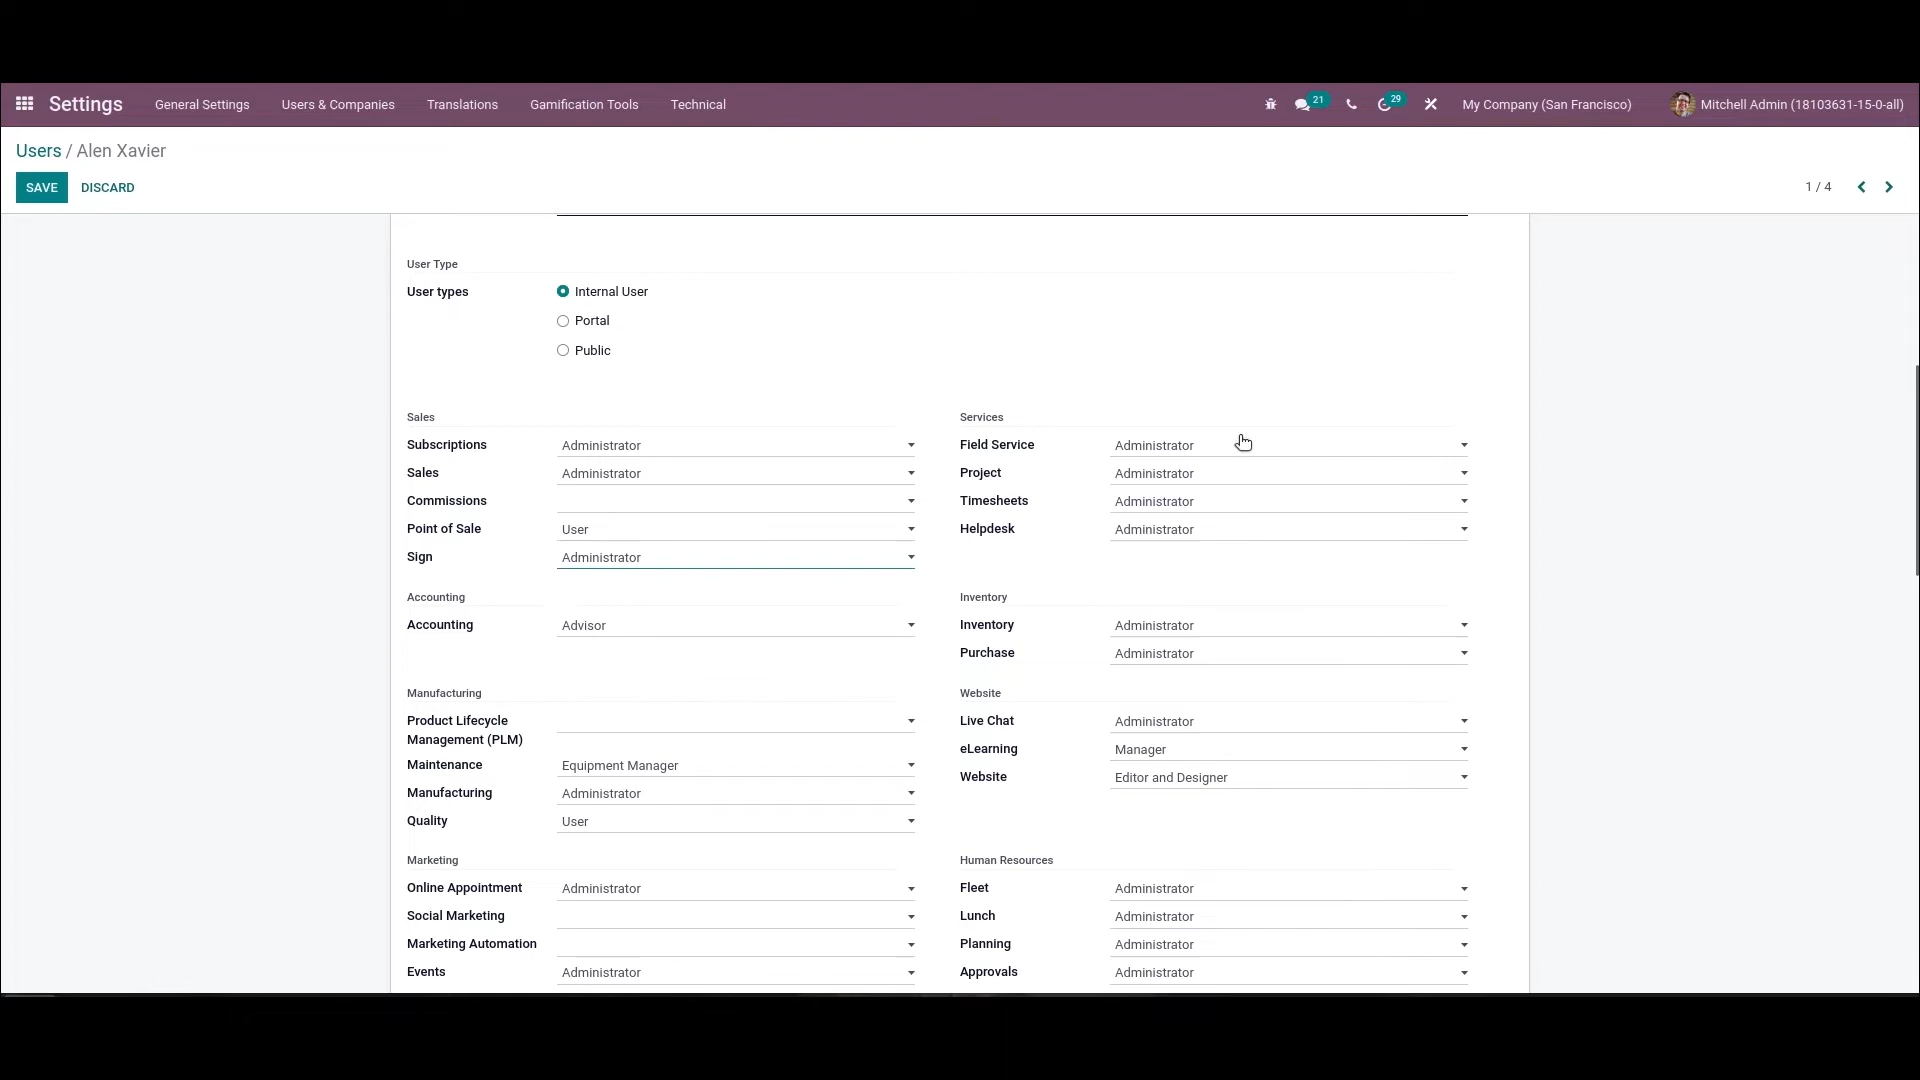 Settings General Settings Users & Companies Translations Gamification Tools Technical 21 29 My Company (San Francisco) Mitchell Admin (18103631-15-0-all)
Users / Alen Xavier
SAVE DISCARD 1 / 4
User Type
User types Internal User
Portal
Public
Sales Services
Subscriptions Administrator Field Service Administrator
Sales Administrator Project Administrator
Commissions Timesheets Administrator
Point of Sale User Helpdesk Administrator
Sign Administrator
Accounting Inventory
Accounting Advisor Inventory Administrator
Purchase Administrator
Manufacturing Website
Product Lifecycle Live Chat Administrator
Management (PLM)
eLearning Manager
Maintenance Equipment Manager
Website Editor and Designer
Manufacturing Administrator
Quality User
Marketing Human Resources
Online Appointment Administrator Fleet Administrator
Social Marketing Lunch Administrator
Marketing Automation Planning Administrator
Events Administrator Approvals Administrator